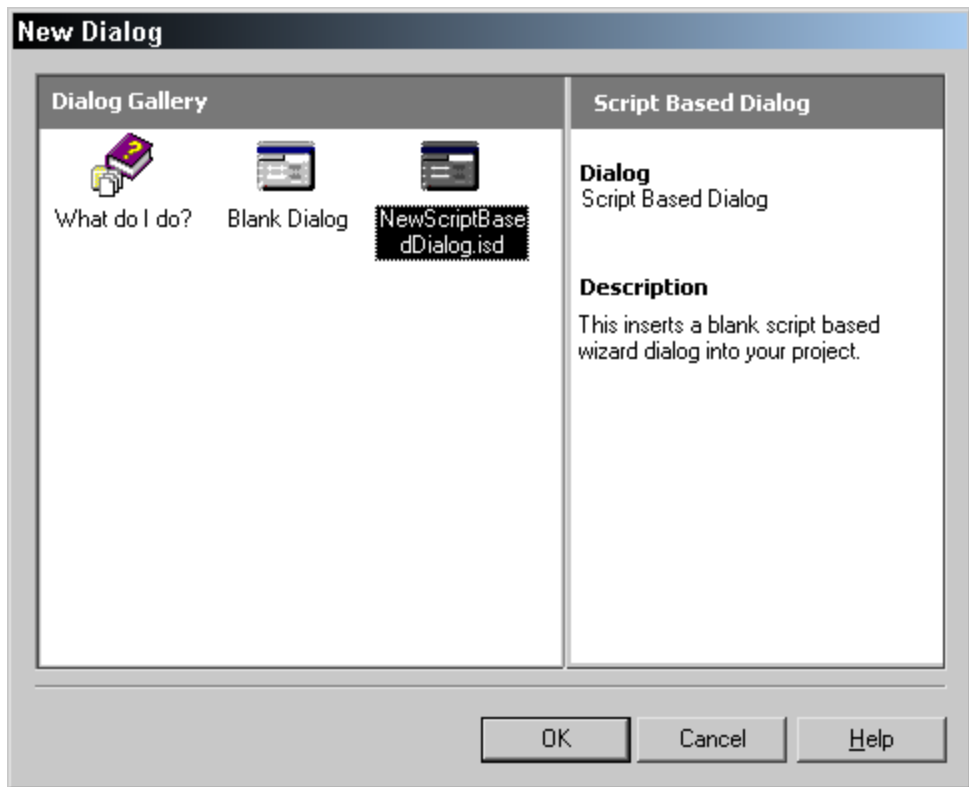 New Dialog
Dialog Gallery
What do I do?
Blank Dialog
NewScriptBase
dDialog.isd
Script Based Dialog
Dialog
Script Based Dialog
Description
This inserts a blank script based
wizard dialog into your project.
OK
Cancel
Help